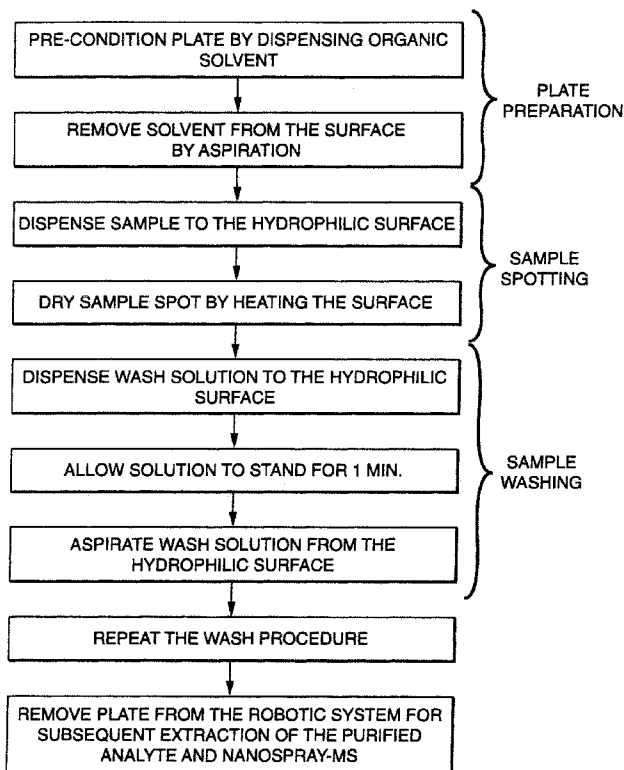 PRE-CONDITION PLATE BY DISPENSING ORGANIC
SOLVENT
REMOVE SOLVENT FROM THE SURFACE
BY ASPIRATION
PLATE
PREPARATION
DISPENSE SAMPLE TO THE HYDROPHILIC SURFACE
DRY SAMPLE SPOT BY HEATING THE SURFACE
SAMPLE
SPOTTING
DISPENSE WASH SOLUTION TO THE HYDROPHILIC
SURFACE
ALLOW SOLUTION TO STAND FOR 1 MIN.
ASPIRATE WASH SOLUTION FROM THE
HYDROPHILIC SURFACE
SAMPLE
WASHING
REPEAT THE WASH PROCEDURE
REMOVE PLATE FROM THE ROBOTIC SYSTEM FOR
SUBSEQUENT EXTRACTION OF THE PURIFIED
ANALYTE AND NANOSPRAY-MS